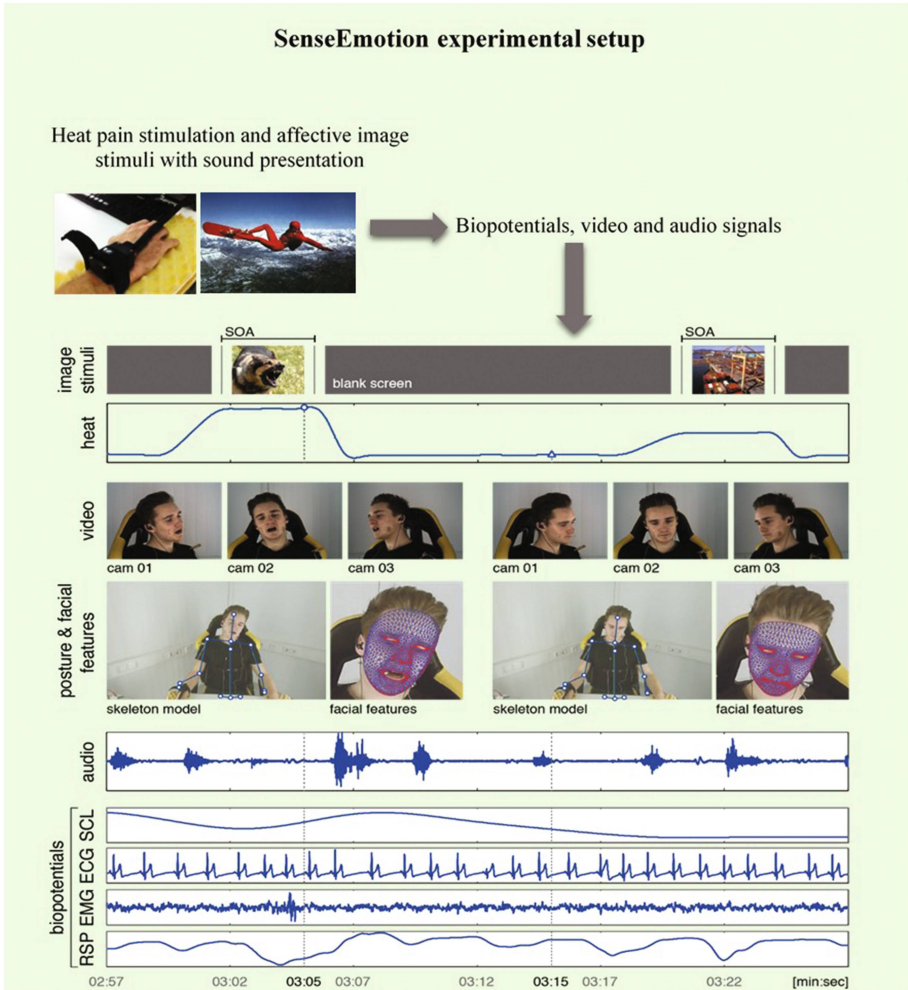 SenseEmotion experimental setup
Heat pain stimulation and affective image
stimuli with sound presentation
Biopotentials, video and audio signals
SOA
SOA
image
stimuli
blank screen
heat
video
cam 01
cam 02
cam 03
cam 01
cam 02
cam 03
posture & facial
features
skeleton model
facial features
skeleton model
facial features
audio
biopotentials
SCL
ECG
EMG
RSP
02:57 03:02 03:05 03:07 03:12 03:15 03:17 03:22 [min:sec]